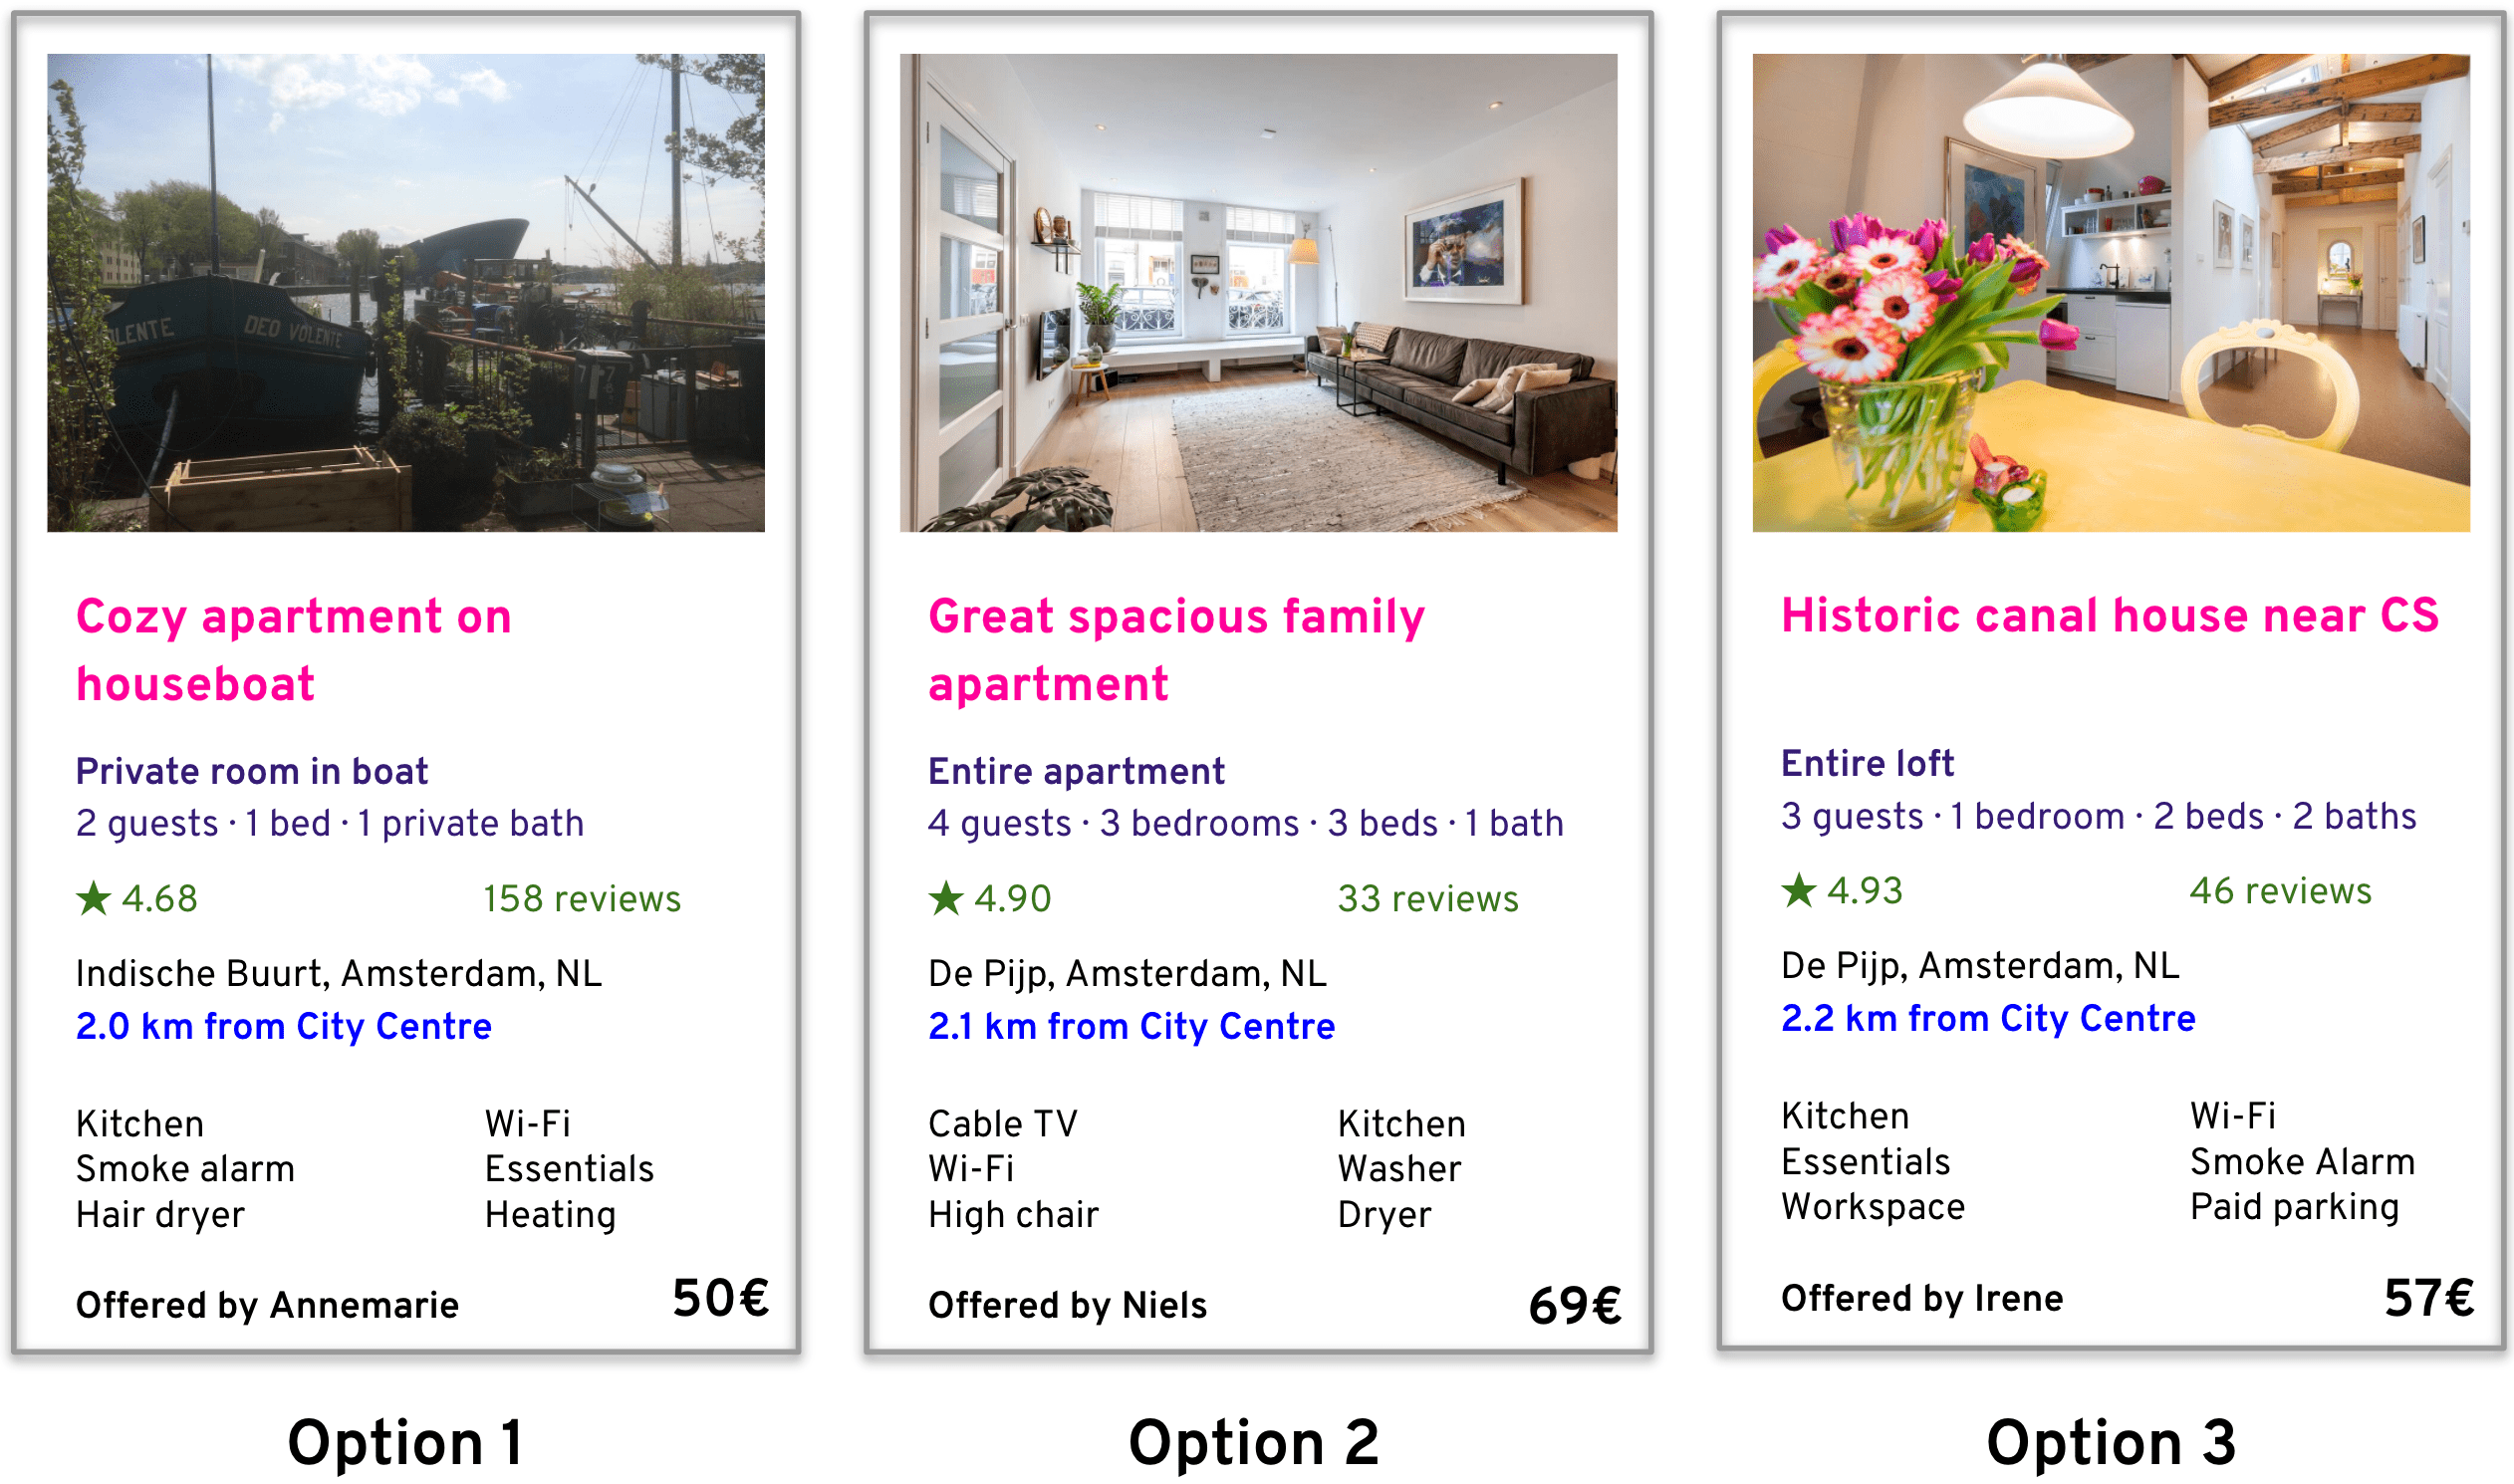 VOLENTE
DEO VOLENTE
Cozy apartment on
houseboat
Private room in boat
2 guests · 1 bed · 1 private bath
★ 4.68 158 reviews
Indische Buurt, Amsterdam, NL
2.0 km from City Centre
Kitchen Wi-Fi
Smoke alarm Essentials
Hair dryer Heating
Offered by Annemarie 50€
Option 1
Great spacious family
apartment
Entire apartment
4 guests · 3 bedrooms · 3 beds · 1 bath
★ 4.90 33 reviews
De Pijp, Amsterdam, NL
2.1 km from City Centre
Cable TV Kitchen
Wi-Fi Washer
High chair Dryer
Offered by Niels 69€
Option 2
Historic canal house near CS
Entire loft
3 guests · 1 bedroom · 2 beds · 2 baths
★ 4.93 46 reviews
De Pijp, Amsterdam, NL
2.2 km from City Centre
Kitchen Wi-Fi
Essentials Smoke Alarm
Workspace Paid parking
Offered by Irene 57€
Option 3